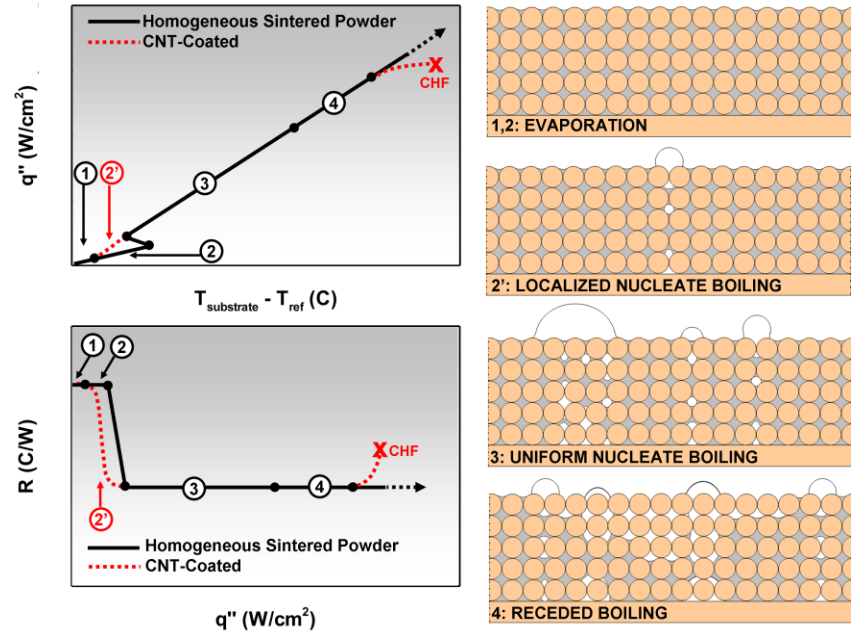 Homogeneous Sintered Powder
CNT-Coated
4
X
CHF
1
2'
3
2
q" (W/cm²)
T substrate - T ref (C)
1
2
X CHF
3
4
2'
Homogeneous Sintered Powder
CNT-Coated
R (C/W)
q" (W/cm²)
1,2: EVAPORATION
2': LOCALIZED NUCLEATE BOILING
3: UNIFORM NUCLEATE BOILING
4: RECEDED BOILING